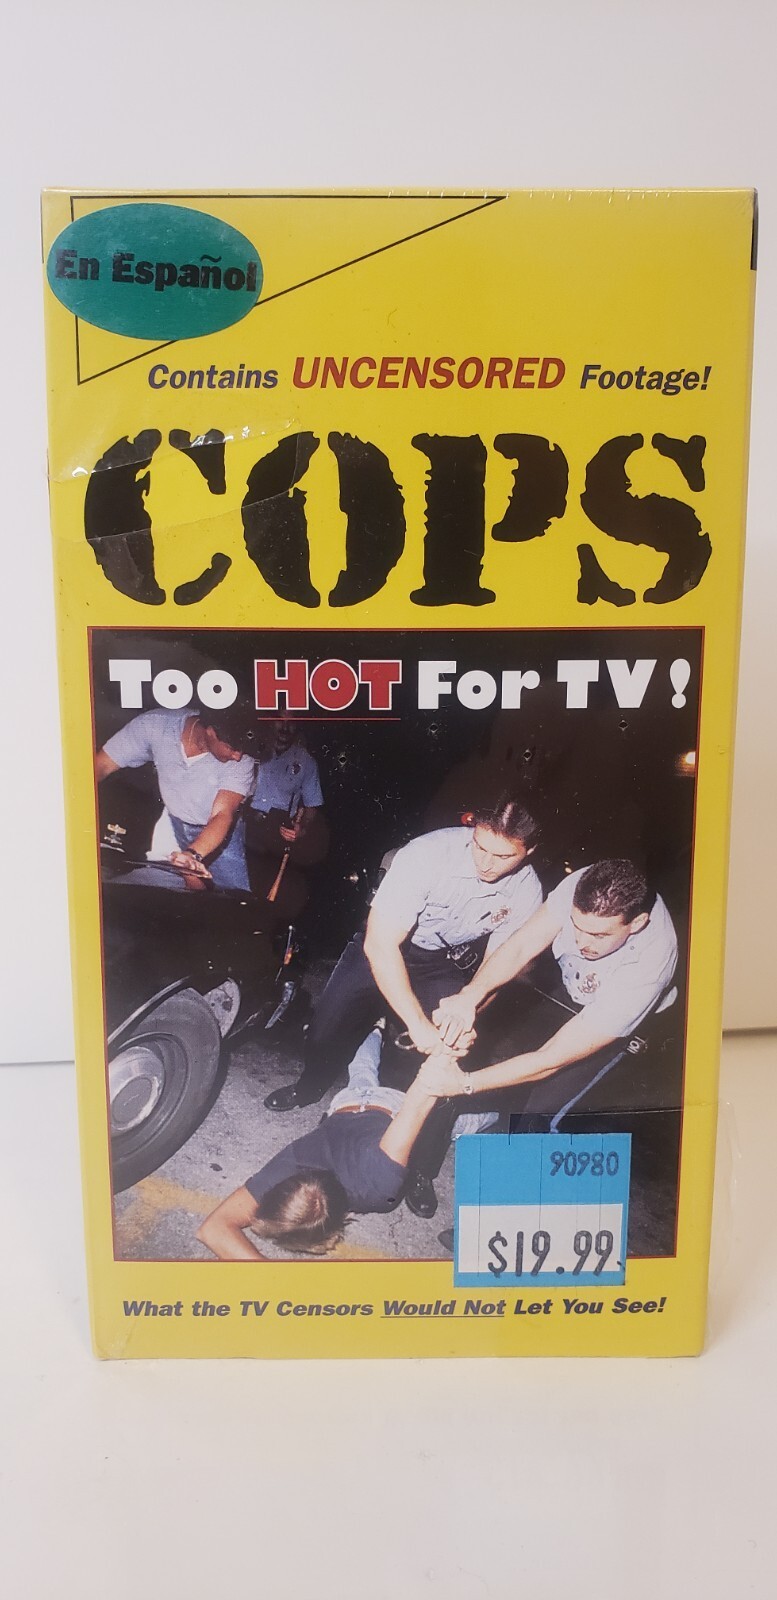 En Español
Contains UNCENSORED Footage!
COPS
Too HOT For TV!
90980
$19.99
What the TV Censors Would Not Let You See!